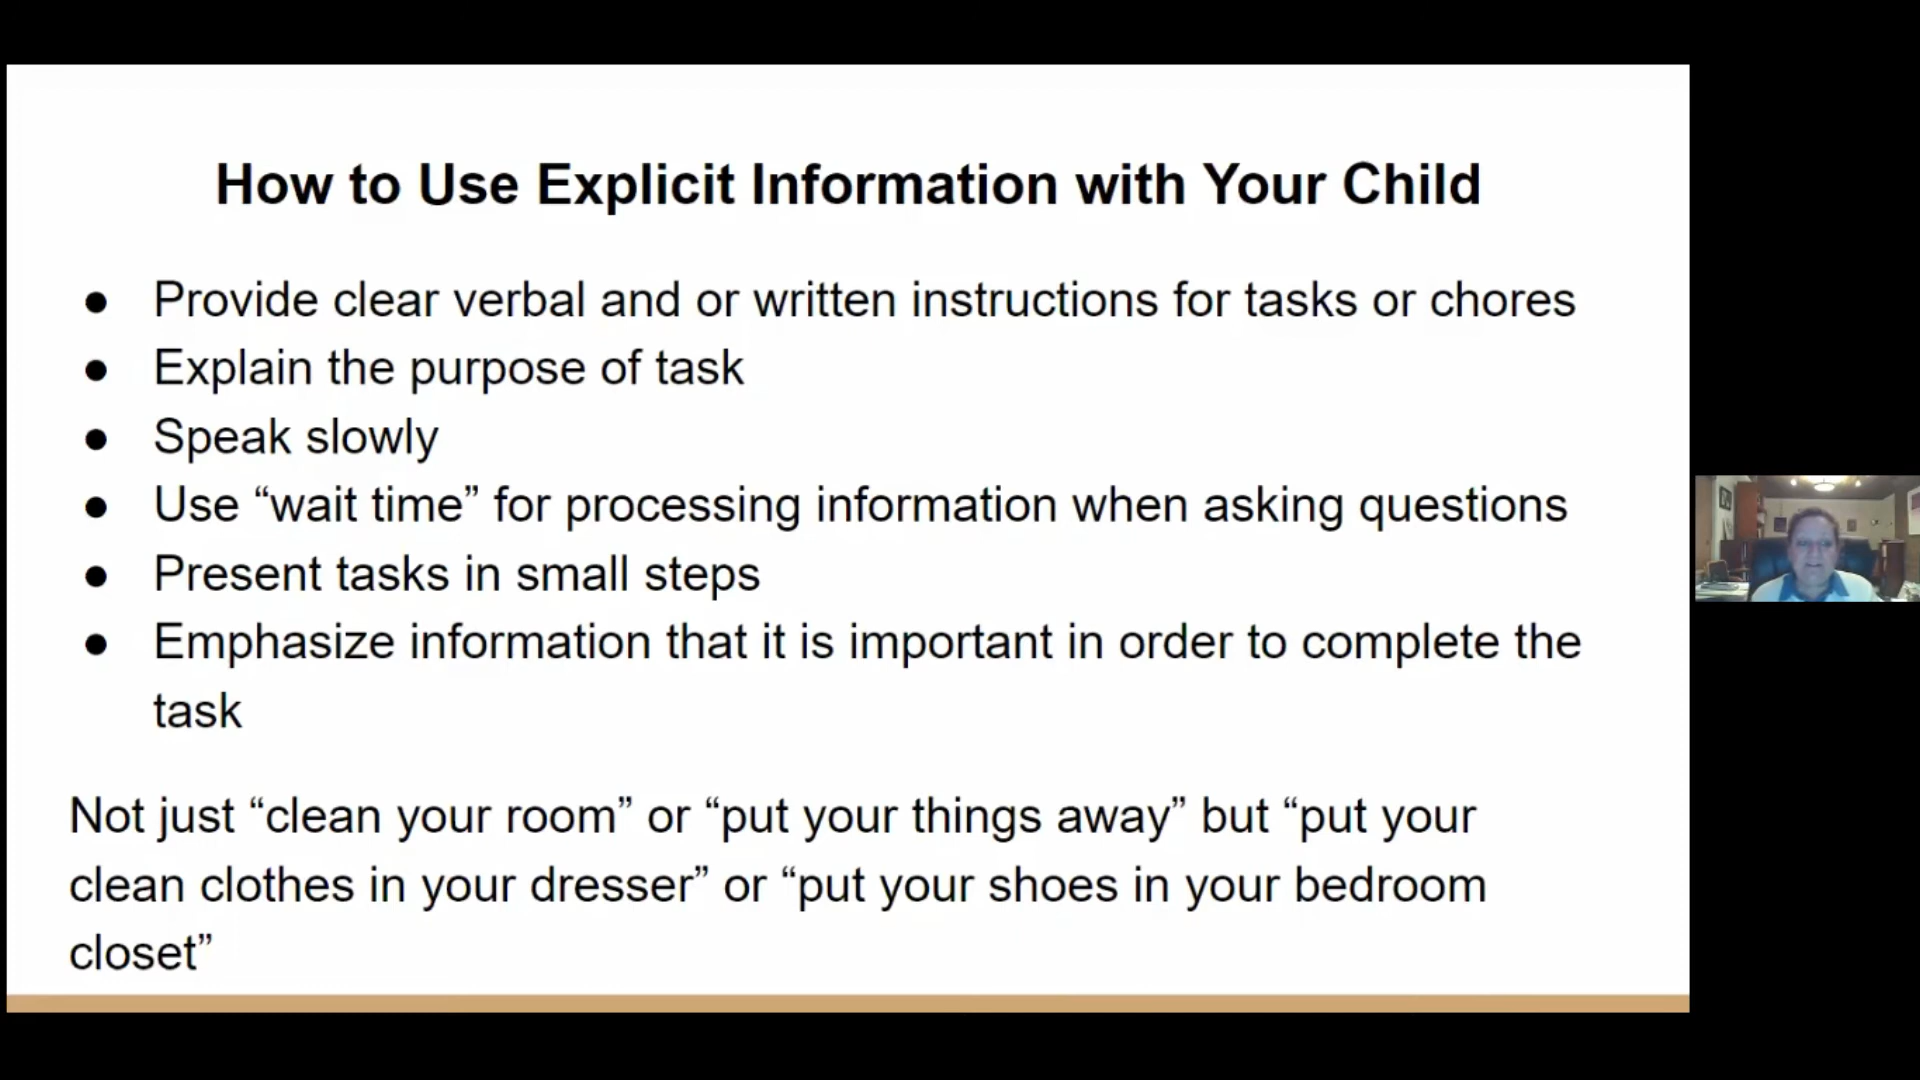 How to Use Explicit Information with Your Child
● Provide clear verbal and or written instructions for tasks or chores
● Explain the purpose of task
● Speak slowly
● Use “wait time” for processing information when asking questions
● Present tasks in small steps
● Emphasize information that it is important in order to complete the
task
Not just “clean your room” or “put your things away” but “put your
clean clothes in your dresser” or “put your shoes in your bedroom
closet”